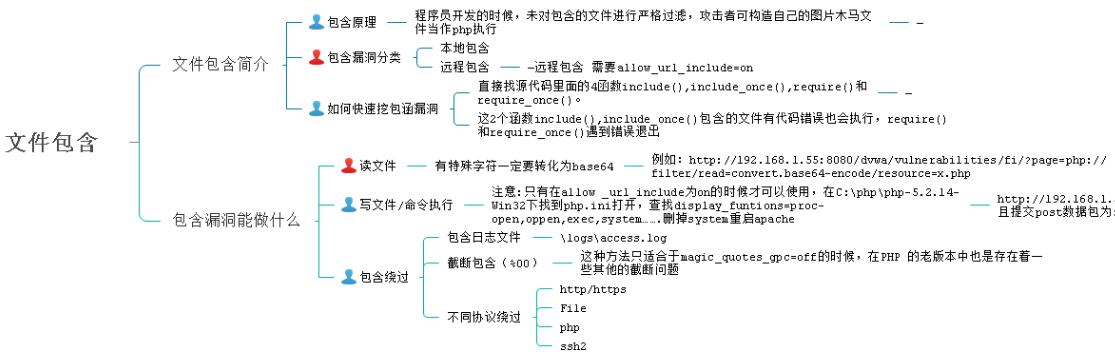 文件包含
文件包含简介
包含原理
程序员开发的时候，未对包含的文件进行严格过滤，攻击者可构造自己的图片木马文
件当作php执行
包含漏洞分类
本地包含
远程包含
—远程包含 需要allow_url_include=on
如何快速挖包涵漏洞
直接找源代码里面的4函数include(),include_once(),require()和
require_once()。
这2个涵数include(),include_once()包含的文件有代码错误也会执行，require()
和require_once()遇到错误退出
包含漏洞能做什么
读文件
有特殊字符一定要转化为base64
例如：http://192.168.1.55:8080/dvwa/vulnerabilities/fi/?page=php://
filter/read=convert.base64-encode/resource=x.php
写文件/命令执行
注意:只有在allow _url_include为on的时候才可以使用，在C:\php\php-5.2.14-
Win32下找到php.ini打开，查找display_funtions=proc-
open,oppen,exec,system…….删掉system重启apache
http://192.168.1.
且提交post数据包为
包含绕过
包含日志文件
\logs\access.log
截断包含（%00）
这种方法只适合于magic_quotes_gpc=off的时候，在PHP 的老版本中也是存在着一
些其他的截断问题
不同协议绕过
http/https
File
php
ssh2